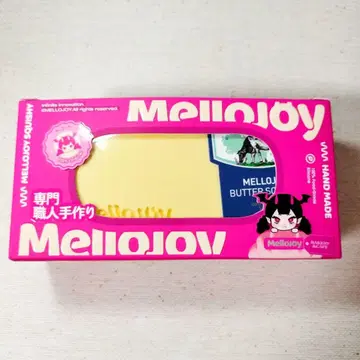 infinite innovation
©MELLOJOY.All rights reserved.
Mellojoy
MELLOJOY SQUISHY
HAND MADE
MELLOJ
BUTTER SQ
mellojoy
専門
職人手作り
Mellojoy
Mellojoy